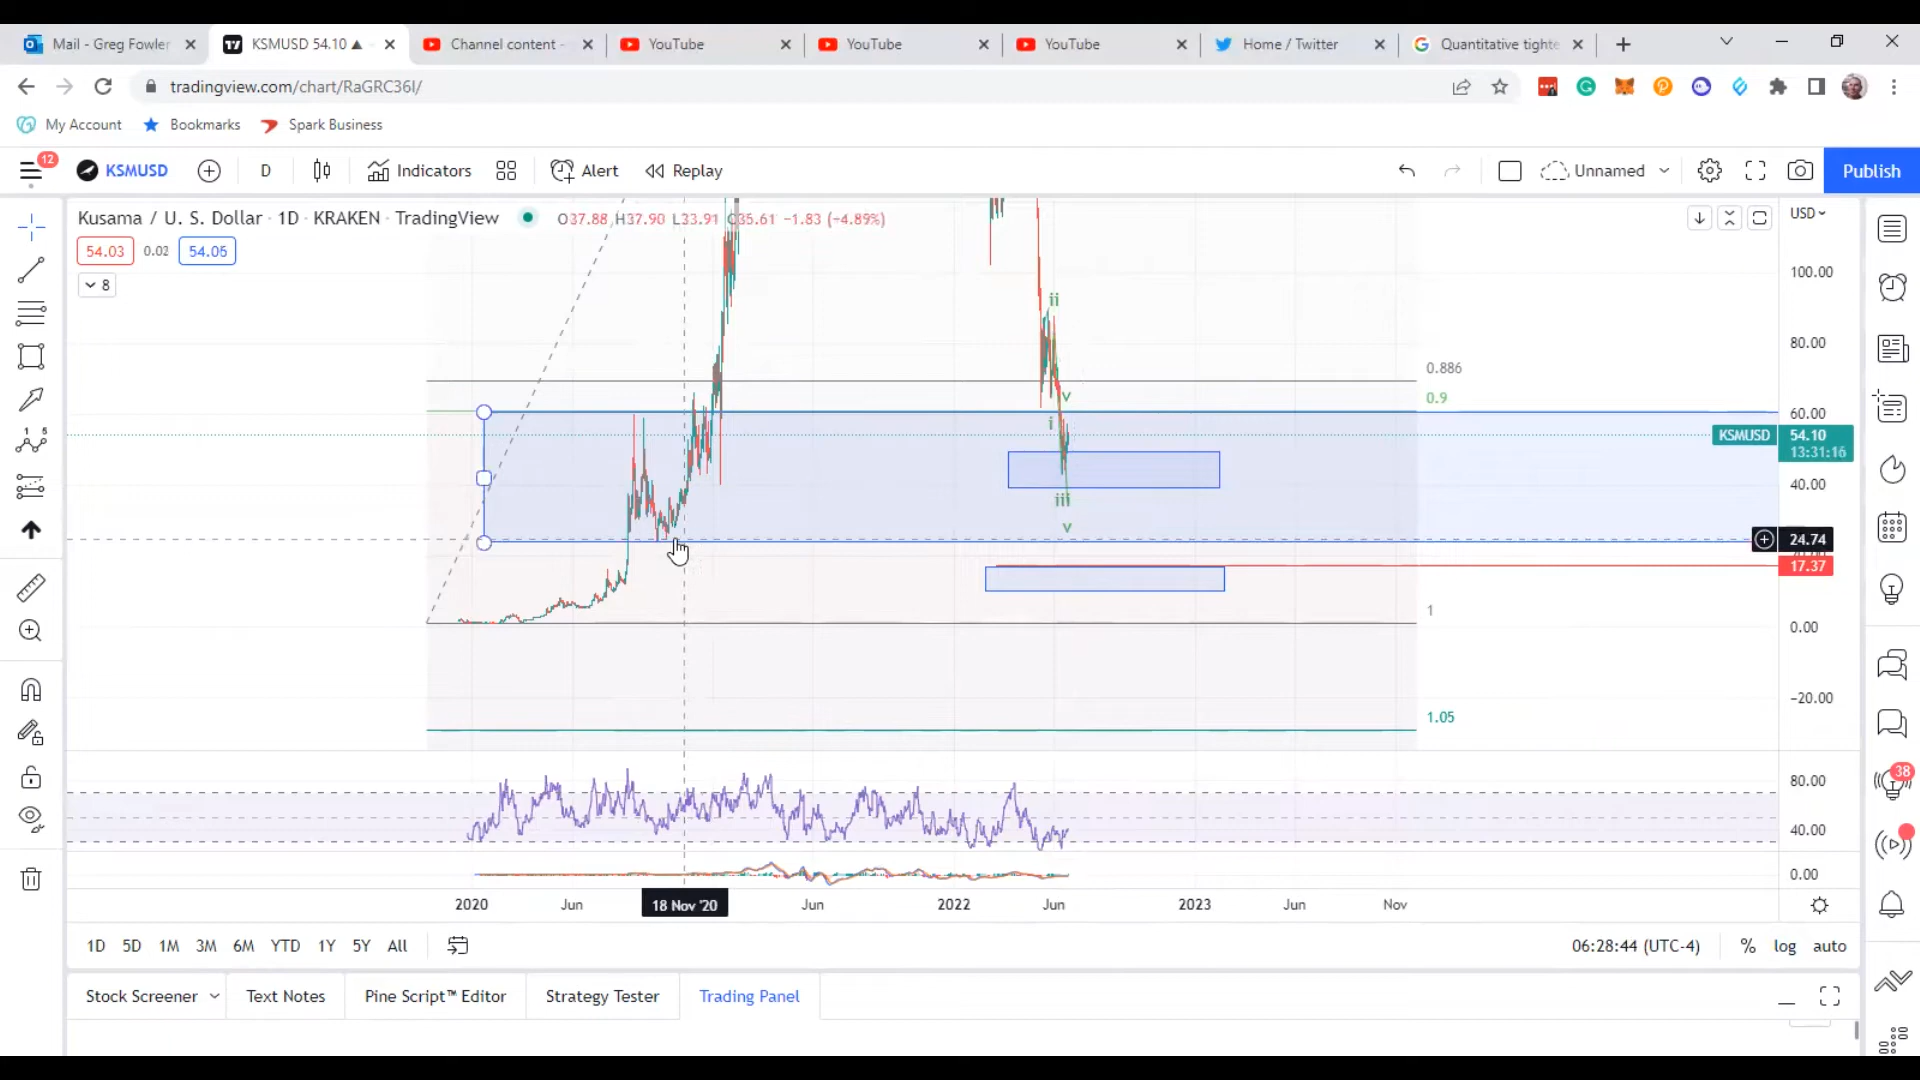 Mail - Greg Fowler
KSMUSD 54.10 ▲
Channel content -
YouTube
YouTube
YouTube
Home / Twitter
Quantitative tighte
tradingview.com/chart/RaGRC36I/
My Account
Bookmarks
Spark Business
12
KSMUSD
D
Indicators
Alert
Replay
Unnamed
Publish
Kusama / U. S. Dollar · 1D · KRAKEN · TradingView
O37.88 H37.90 L33.91 C35.61 −1.83 (−4.89%)
USD
54.03
0.02
54.05
8
100.00
ii
80.00
0.886
v
0.9
60.00
i
KSMUSD
54.10
13:31:16
40.00
iii
v
24.74
17.37
1
0.00
−20.00
1.05
80.00
38
40.00
0.00
2020
Jun
18 Nov '20
Jun
2022
Jun
2023
Jun
Nov
1D 5D 1M 3M 6M YTD 1Y 5Y All
06:28:44 (UTC-4)
%
log
auto
Stock Screener
Text Notes
Pine Script™ Editor
Strategy Tester
Trading Panel